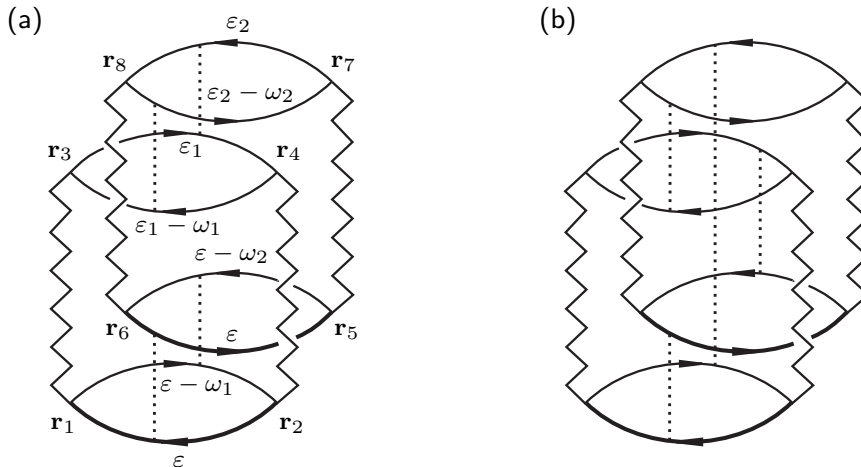 (a)
(b)
ε₂
r₈
r₇
ε₂ − ω₂
r₃
ε₁
r₄
ε₁ − ω₁
ε − ω₂
r₆
ε
r₅
ε − ω₁
r₁
r₂
ε